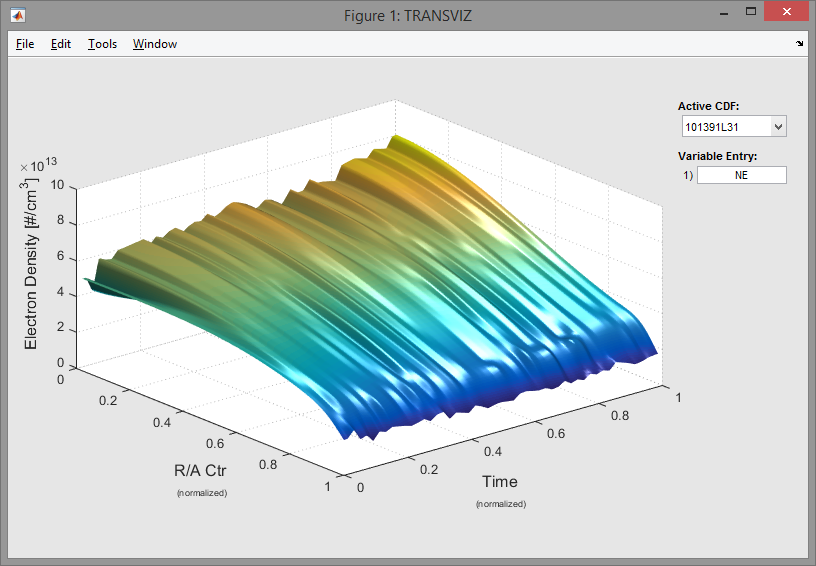 Figure 1: TRANSVIZ
File Edit Tools Window
Active CDF:
101391L31
Variable Entry:
1) NE
×10^13
10
8
6
4
2
0
Electron Density [#/cm^3]
0
0.2
0.4
0.6
0.8
1
R/A Ctr
(normalized)
0
0.2
0.4
0.6
0.8
1
Time
(normalized)